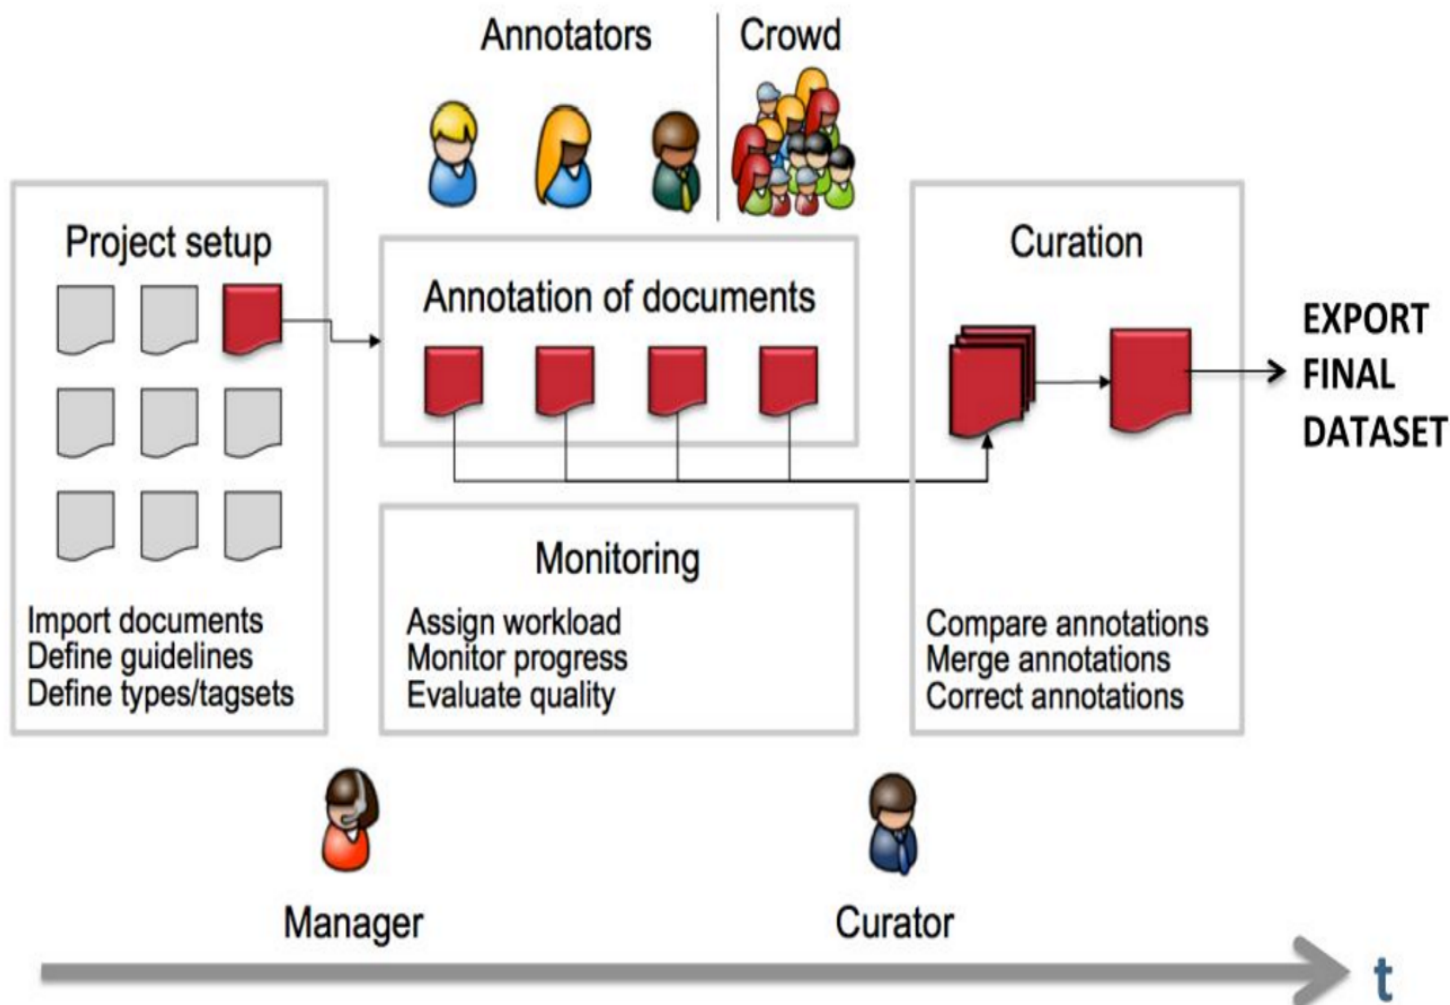 Annotators
Crowd
Project setup
Annotation of documents
Curation
EXPORT
FINAL
DATASET
Monitoring
Import documents
Define guidelines
Define types/tagsets
Assign workload
Monitor progress
Evaluate quality
Compare annotations
Merge annotations
Correct annotations
Manager
Curator
t